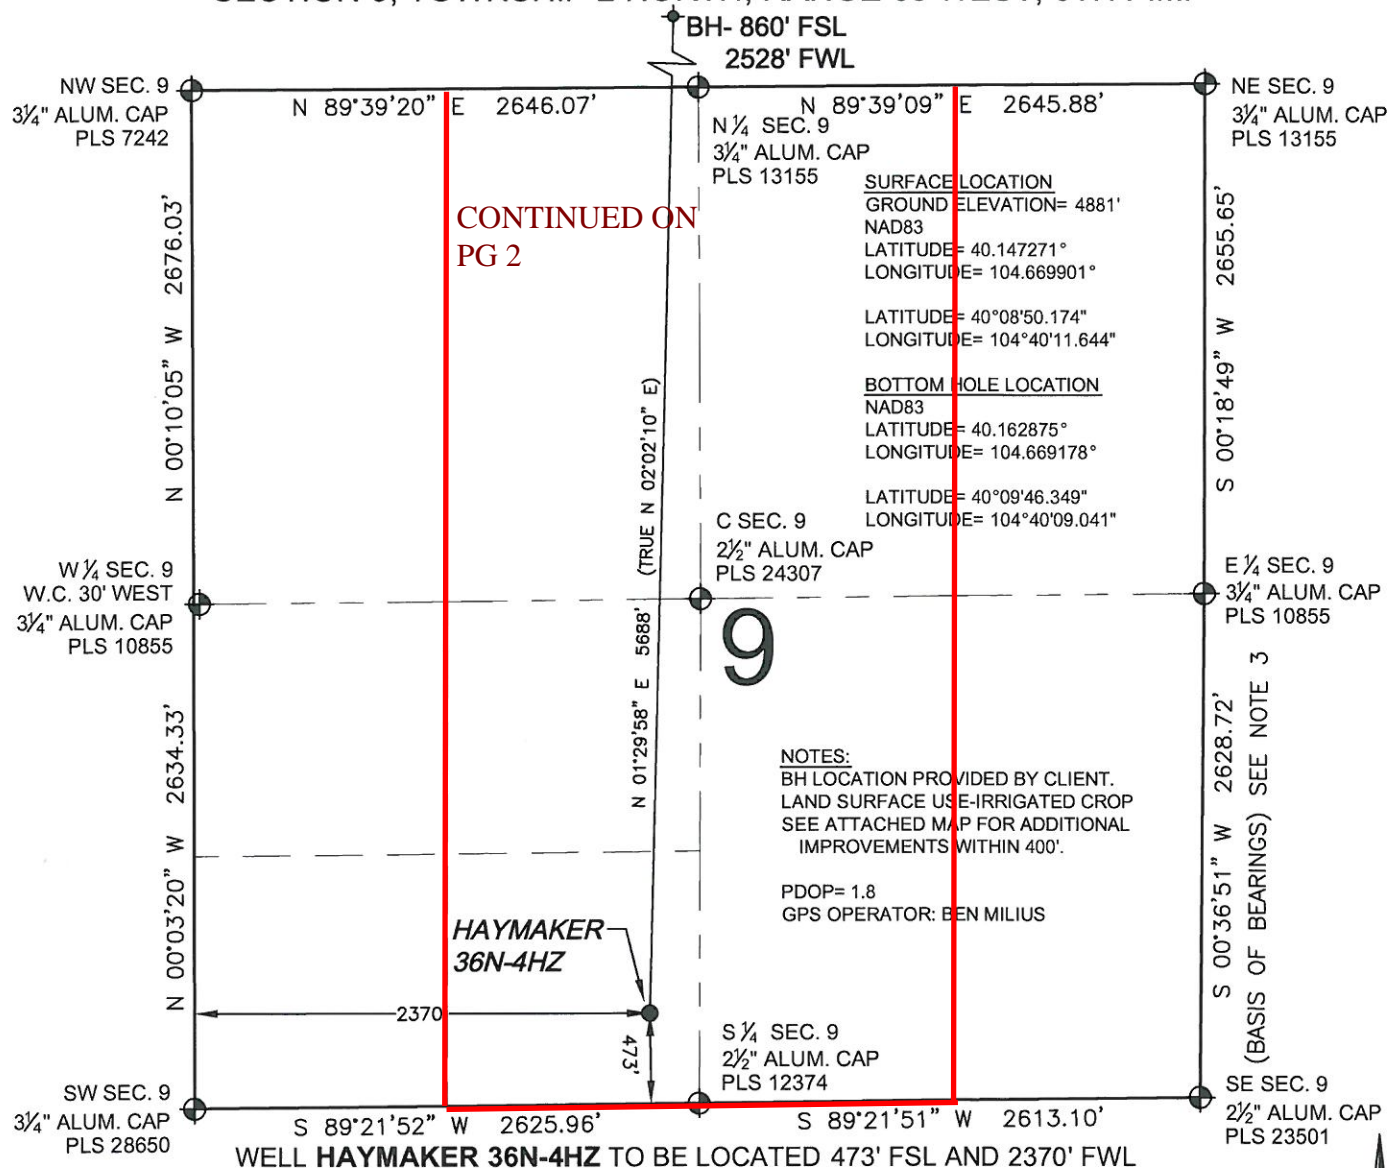 BH- 860' FSL
2528' FWL
NW SEC. 9
3¼" ALUM. CAP
PLS 7242
N 89°39'20" E 2646.07'
N 89°39'09" E 2645.88'
NE SEC. 9
3¼" ALUM. CAP
PLS 13155
N ¼ SEC. 9
3¼" ALUM. CAP
PLS 13155
CONTINUED ON
PG 2
SURFACE LOCATION
GROUND ELEVATION= 4881'
NAD83
LATITUDE= 40.147271°
LONGITUDE= 104.669901°
LATITUDE= 40°08'50.174"
LONGITUDE= 104°40'11.644"
BOTTOM HOLE LOCATION
NAD83
LATITUDE= 40.162875°
LONGITUDE= 104.669178°
LATITUDE= 40°09'46.349"
LONGITUDE= 104°40'09.041"
N 00°10'05" W 2676.03'
S 00°18'49" W 2655.65'
(TRUE N 02°02'10" E)
N 01°29'58" E 5688'
C SEC. 9
2½" ALUM. CAP
PLS 24307
W ¼ SEC. 9
W.C. 30' WEST
3¼" ALUM. CAP
PLS 10855
E ¼ SEC. 9
3¼" ALUM. CAP
PLS 10855
9
NOTES:
BH LOCATION PROVIDED BY CLIENT.
LAND SURFACE USE-IRRIGATED CROP
SEE ATTACHED MAP FOR ADDITIONAL
IMPROVEMENTS WITHIN 400'.
PDOP= 1.8
GPS OPERATOR: BEN MILIUS
N 00°03'20" W 2634.33'
S 00°36'51" W 2628.72'
(BASIS OF BEARINGS) SEE NOTE 3
HAYMAKER
36N-4HZ
2370
473'
S ¼ SEC. 9
2½" ALUM. CAP
PLS 12374
SW SEC. 9
3¼" ALUM. CAP
PLS 28650
S 89°21'52" W 2625.96'
S 89°21'51" W 2613.10'
SE SEC. 9
2½" ALUM. CAP
PLS 23501
WELL HAYMAKER 36N-4HZ TO BE LOCATED 473' FSL AND 2370' FWL